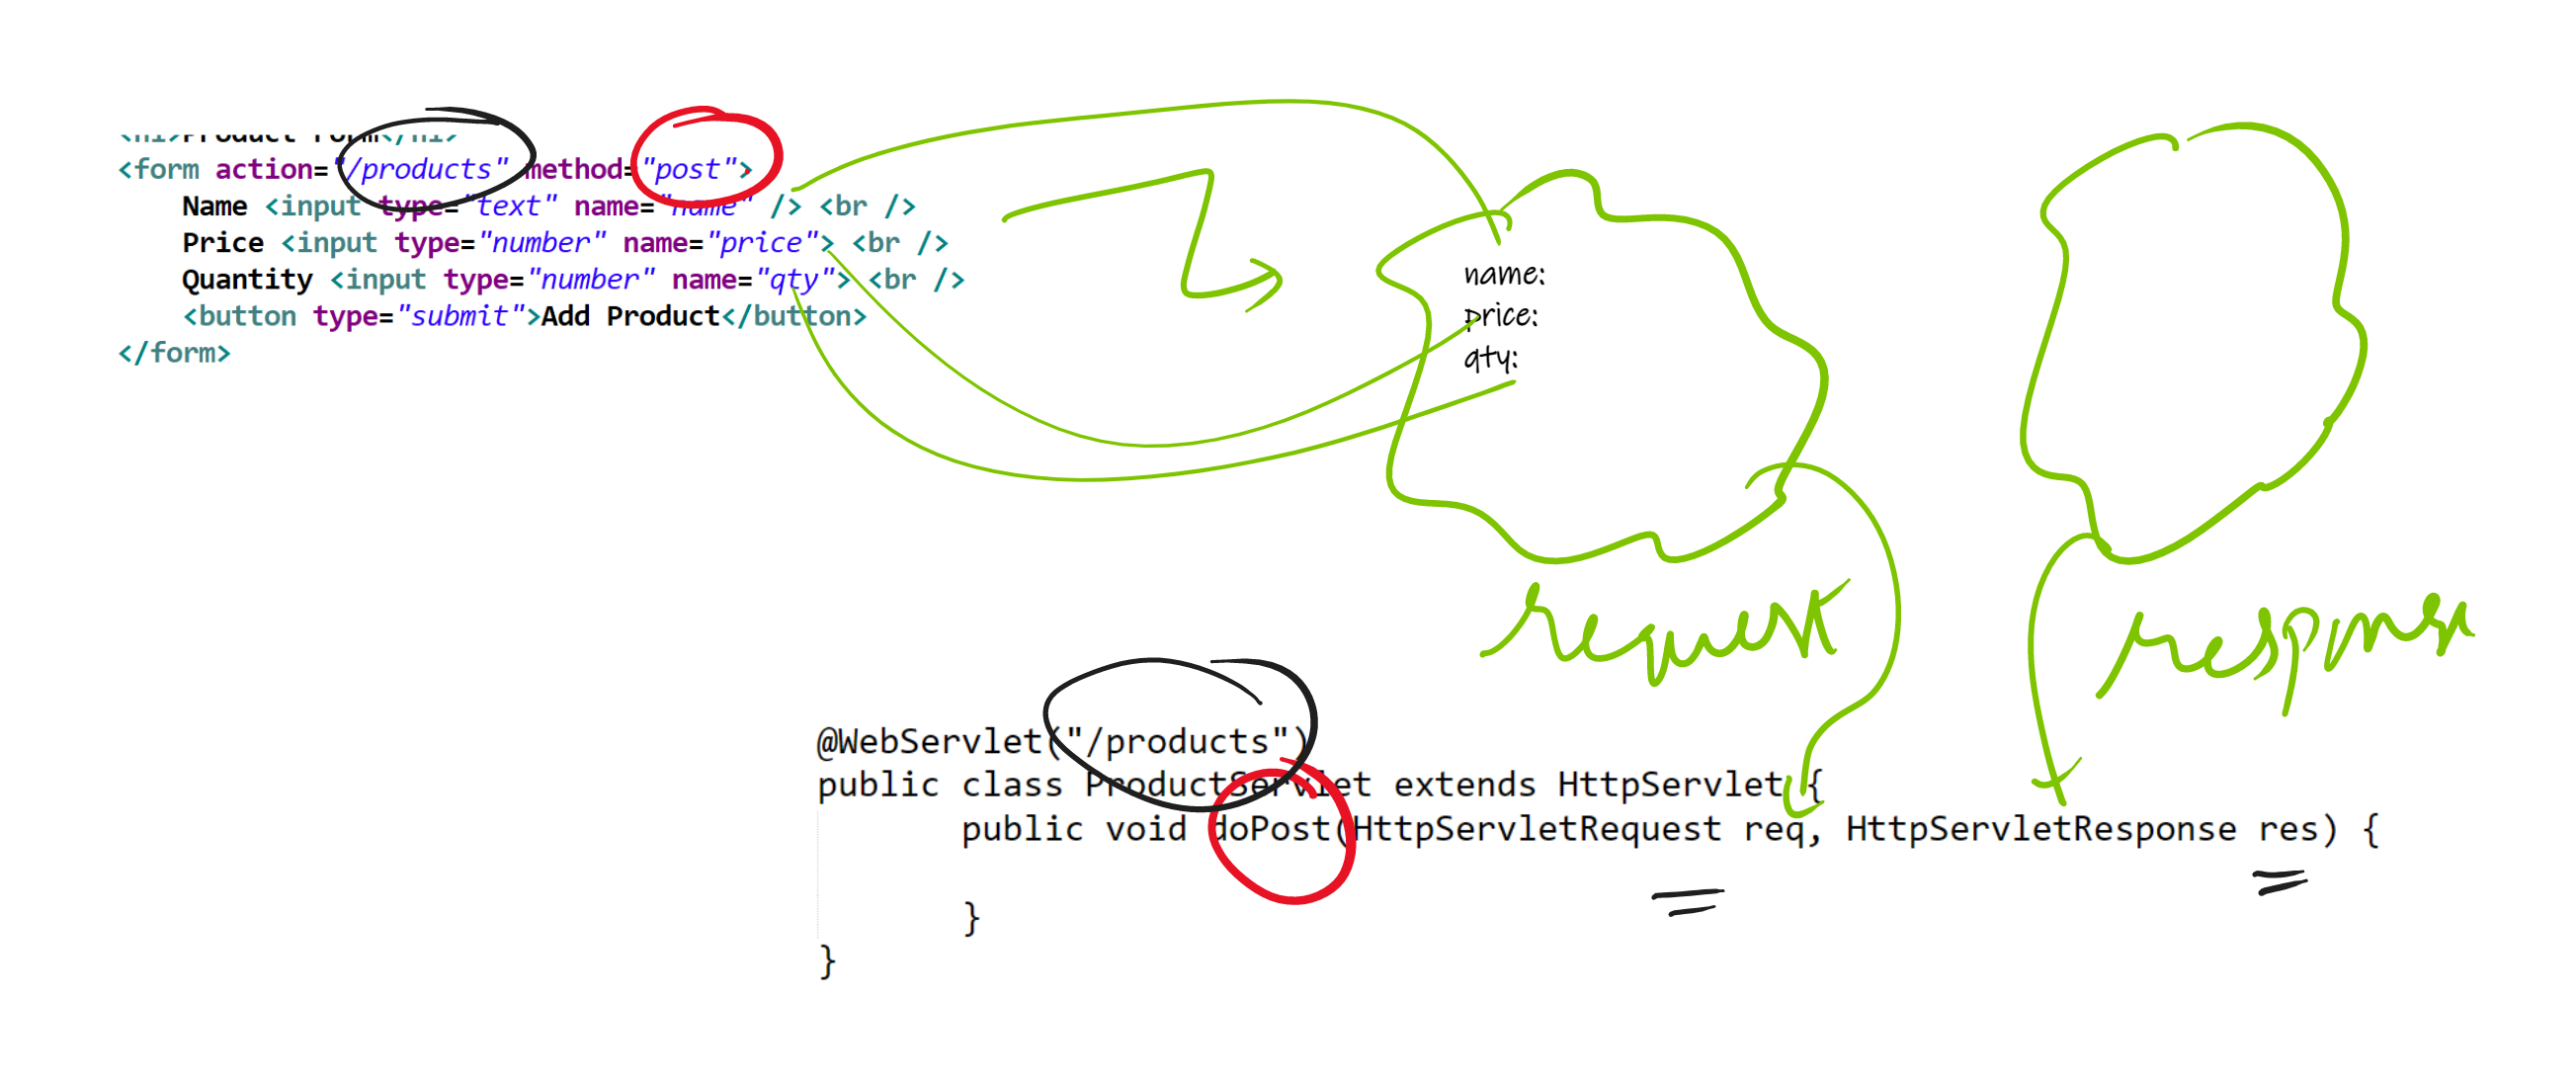 <h1>Product Form</h1>
<form action="/products" method="post">
Name <input type="text" name="name" /> <br />
Price <input type="number" name="price"> <br />
Quantity <input type="number" name="qty"> <br />
<button type="submit">Add Product</button>
</form>
name:
price:
qty:
request
response
@WebServlet("/products")
public class ProductServlet extends HttpServlet {
public void doPost(HttpServletRequest req, HttpServletResponse res) {
}
}